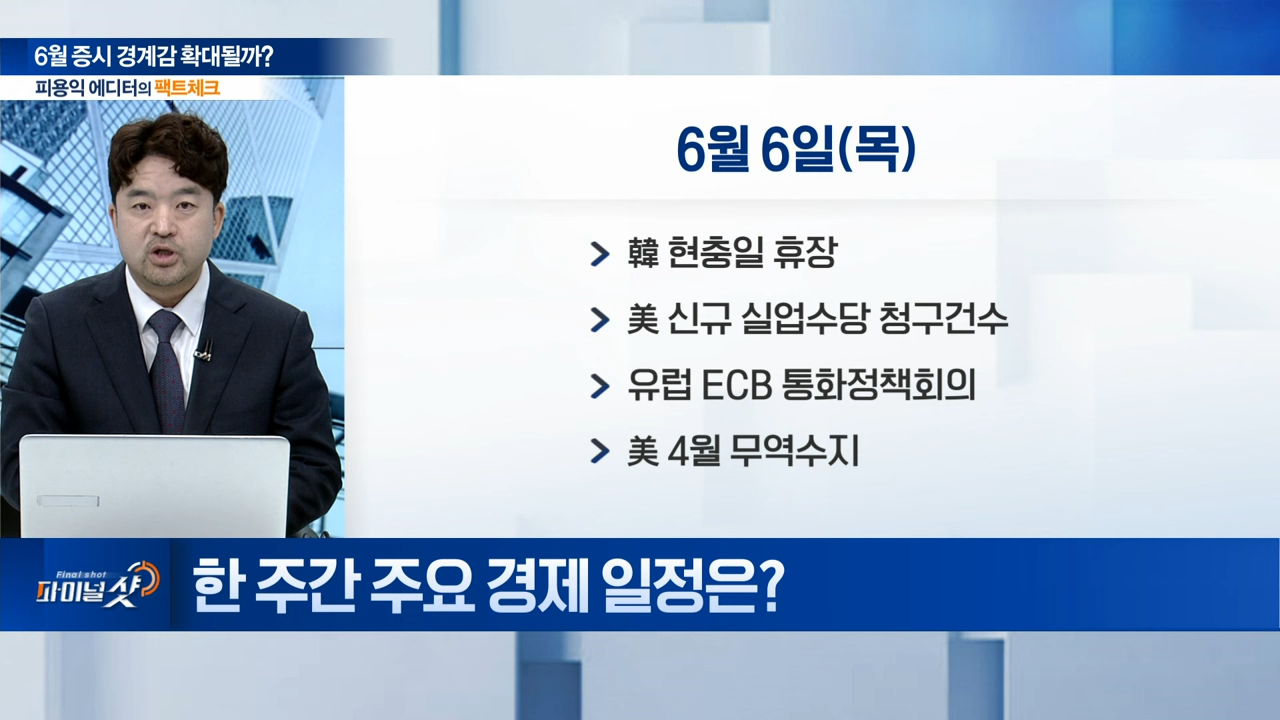 6월 증시 경계감 확대될까?
피용익 에디터의 팩트체크
6월 6일(목)
韓 현충일 휴장
美 신규 실업수당 청구건수
유럽 ECB 통화정책회의
美 4월 무역수지
Final shot
파이널샷
한 주간 주요 경제 일정은?